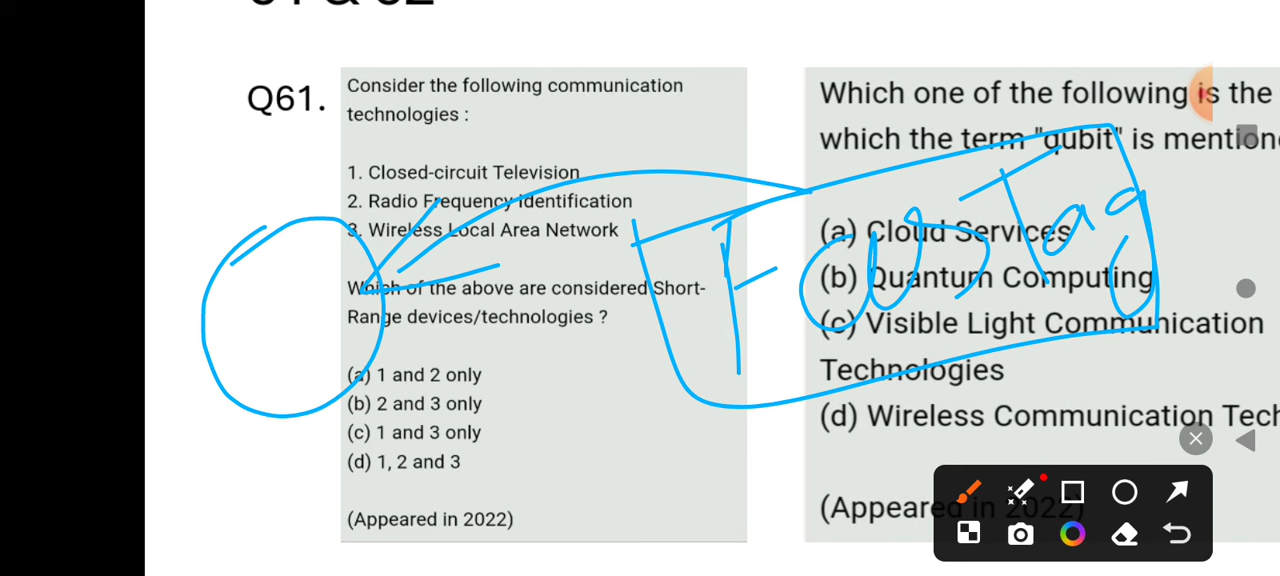 Q61.
Consider the following communication
technologies :
1. Closed-circuit Television
2. Radio Frequency Identification
3. Wireless Local Area Network
Which of the above are considered Short-
Range devices/technologies ?
(a) 1 and 2 only
(b) 2 and 3 only
(c) 1 and 3 only
(d) 1, 2 and 3
(Appeared in 2022)
Which one of the following is the
which the term "qubit" is mention
(a) Cloud Services
(b) Quantum Computing
(c) Visible Light Communication
Technologies
(d) Wireless Communication Tech
(Appeared in 2022)
FasTag